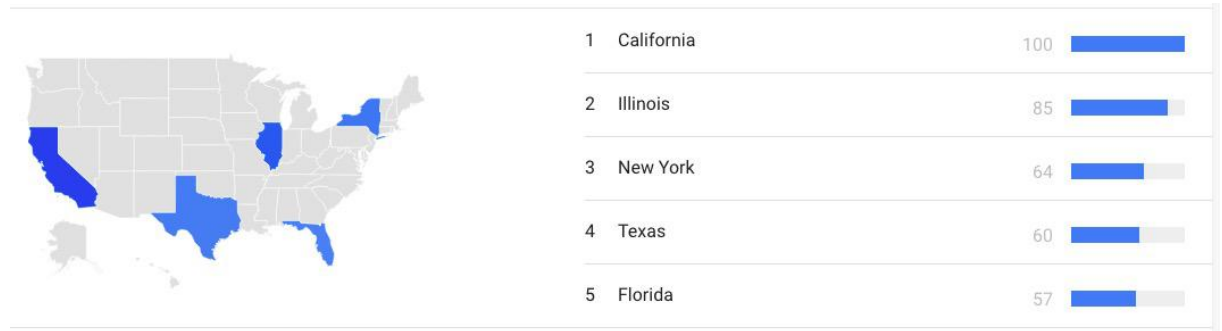 1 California 100
2 Illinois 85
3 New York 64
4 Texas 60
5 Florida 57